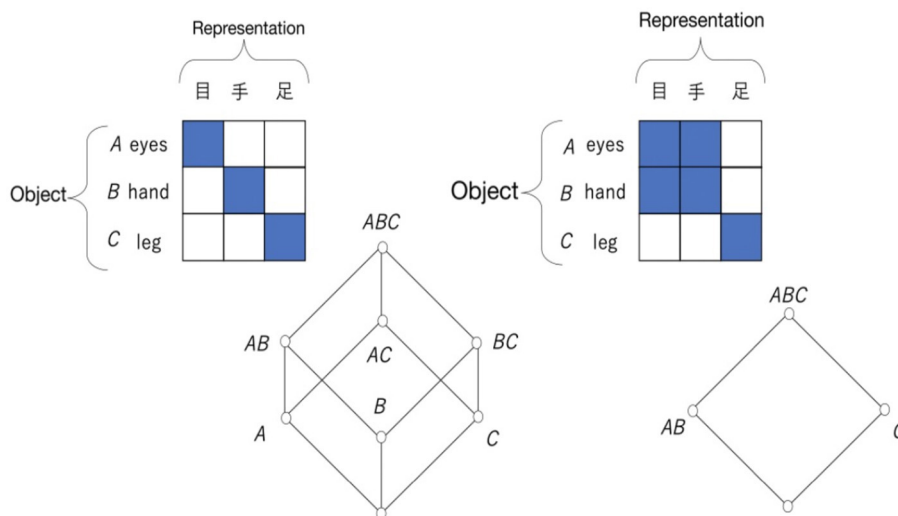 Representation
目 手 足
Object
A eyes
B hand
C leg
Representation
目 手 足
Object
A eyes
B hand
C leg
ABC
AB
AC
BC
A
B
C
ABC
AB